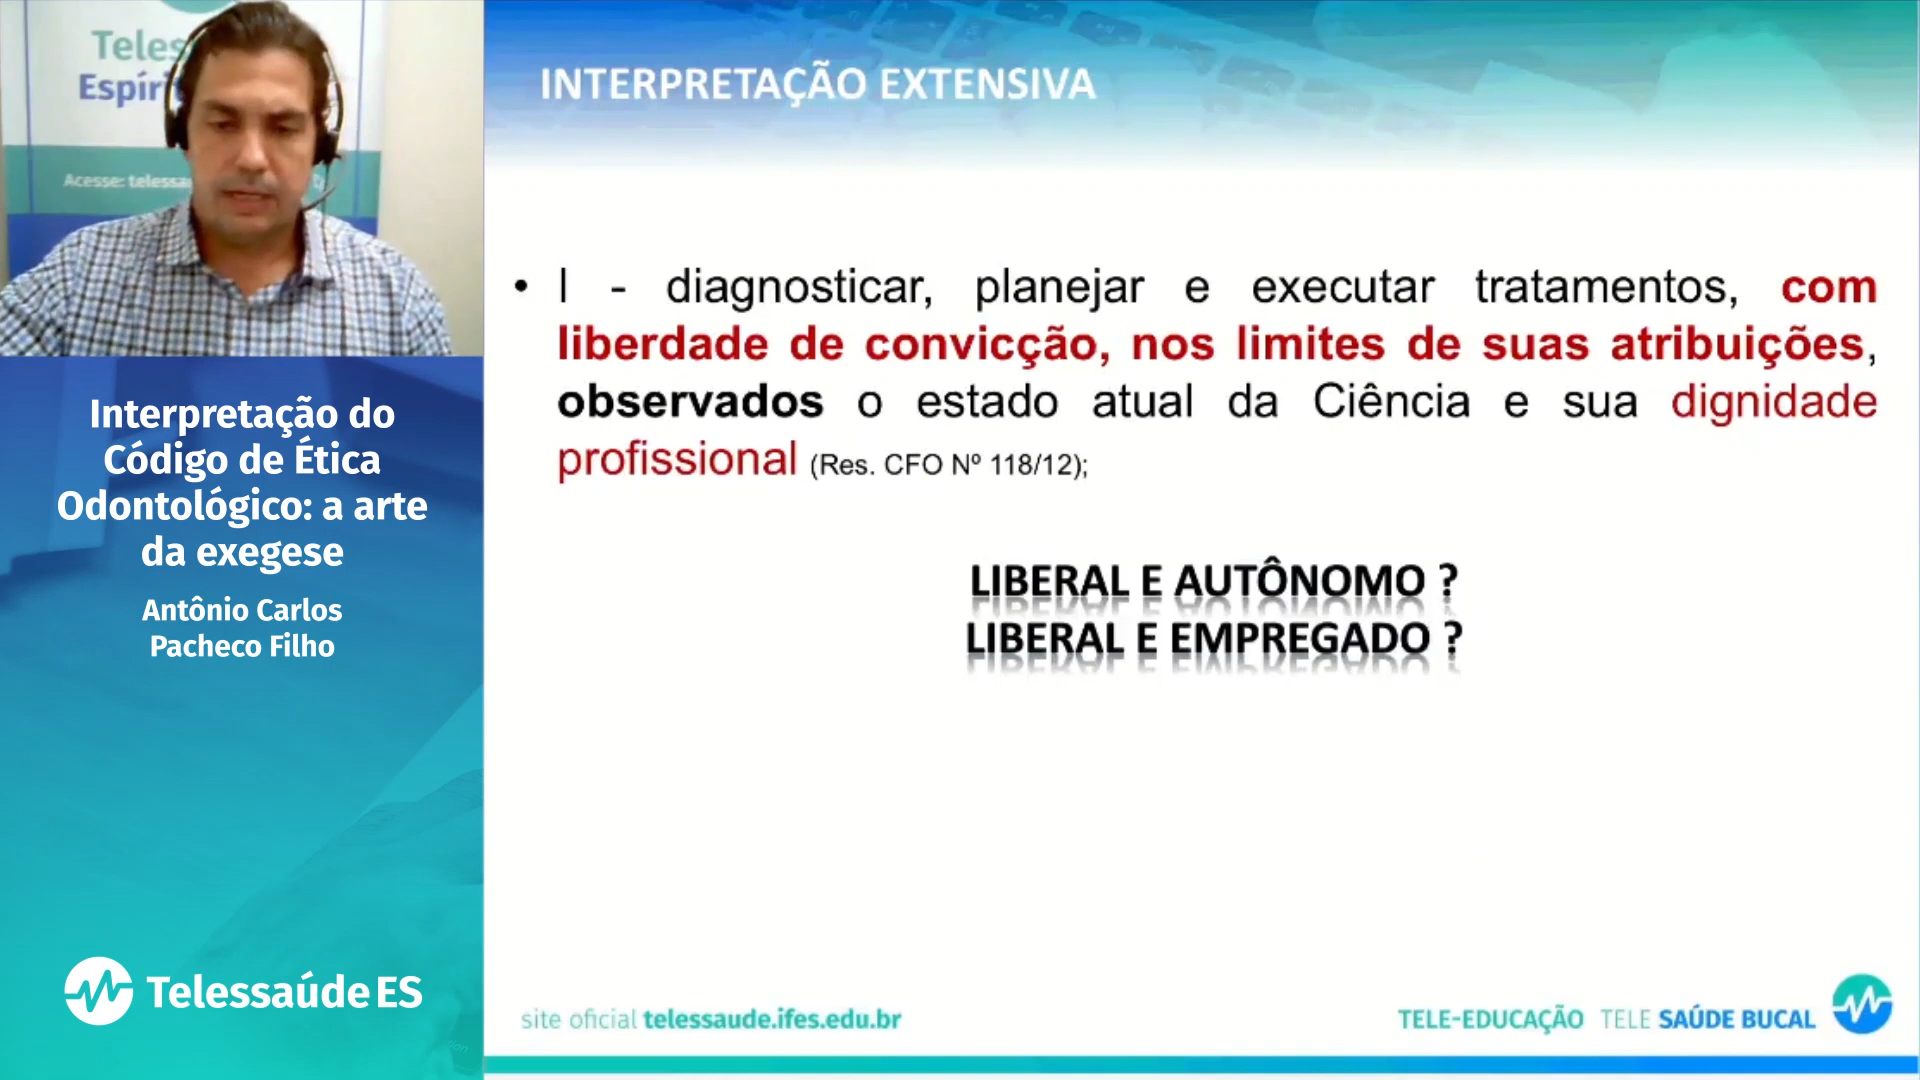 Teles
Espír
Acesse: telessa
Interpretação do
Código de Ética
Odontológico: a arte
da exegese
Antônio Carlos
Pacheco Filho
Telessaúde ES
INTERPRETAÇÃO EXTENSIVA
• I - diagnosticar, planejar e executar tratamentos, com
liberdade de convicção, nos limites de suas atribuições,
observados o estado atual da Ciência e sua dignidade
profissional (Res. CFO Nº 118/12);
LIBERAL E AUTÔNOMO ?
LIBERAL E EMPREGADO ?
site oficial telessaude.ifes.edu.br
TELE-EDUCAÇÃO TELE SAÚDE BUCAL